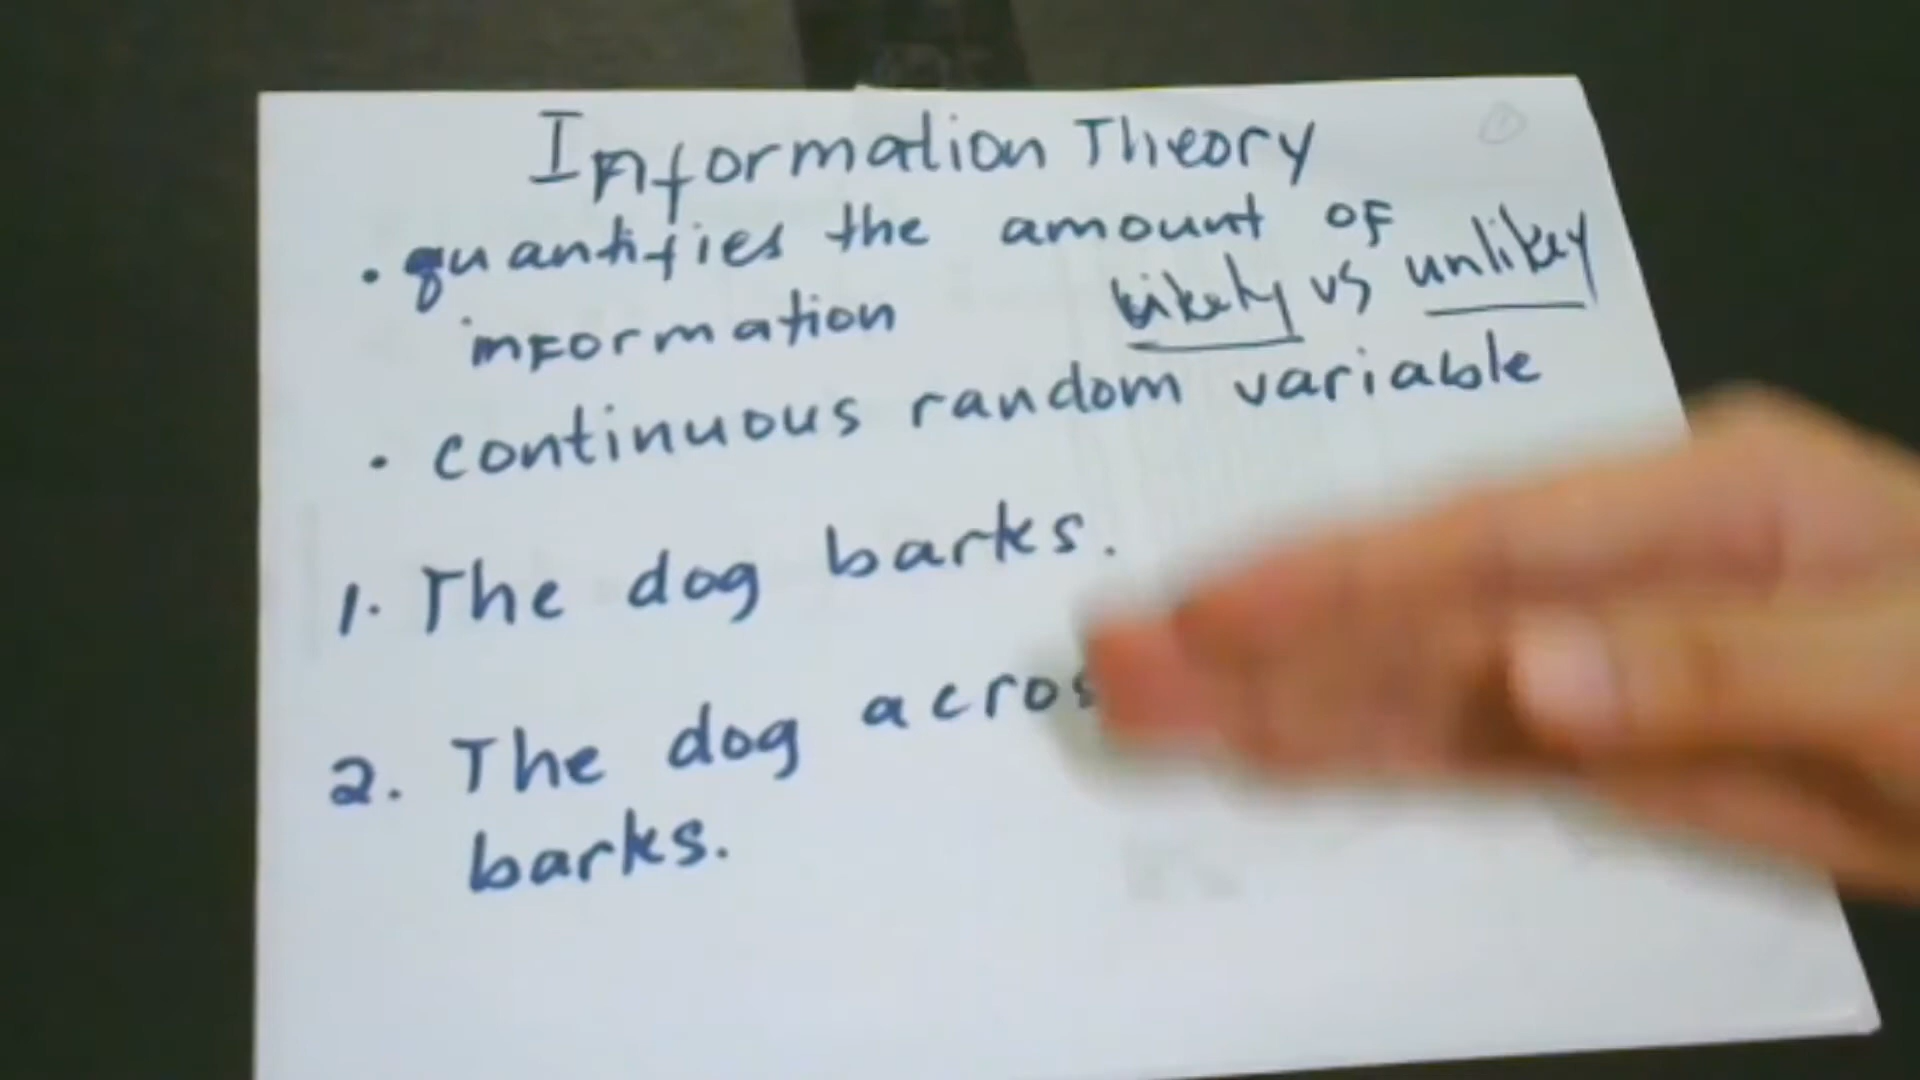 Information Theory
• quantifies the amount of
information likely vs unlikely
• continuous random variable
1. The dog barks.
2. The dog acros
barks.